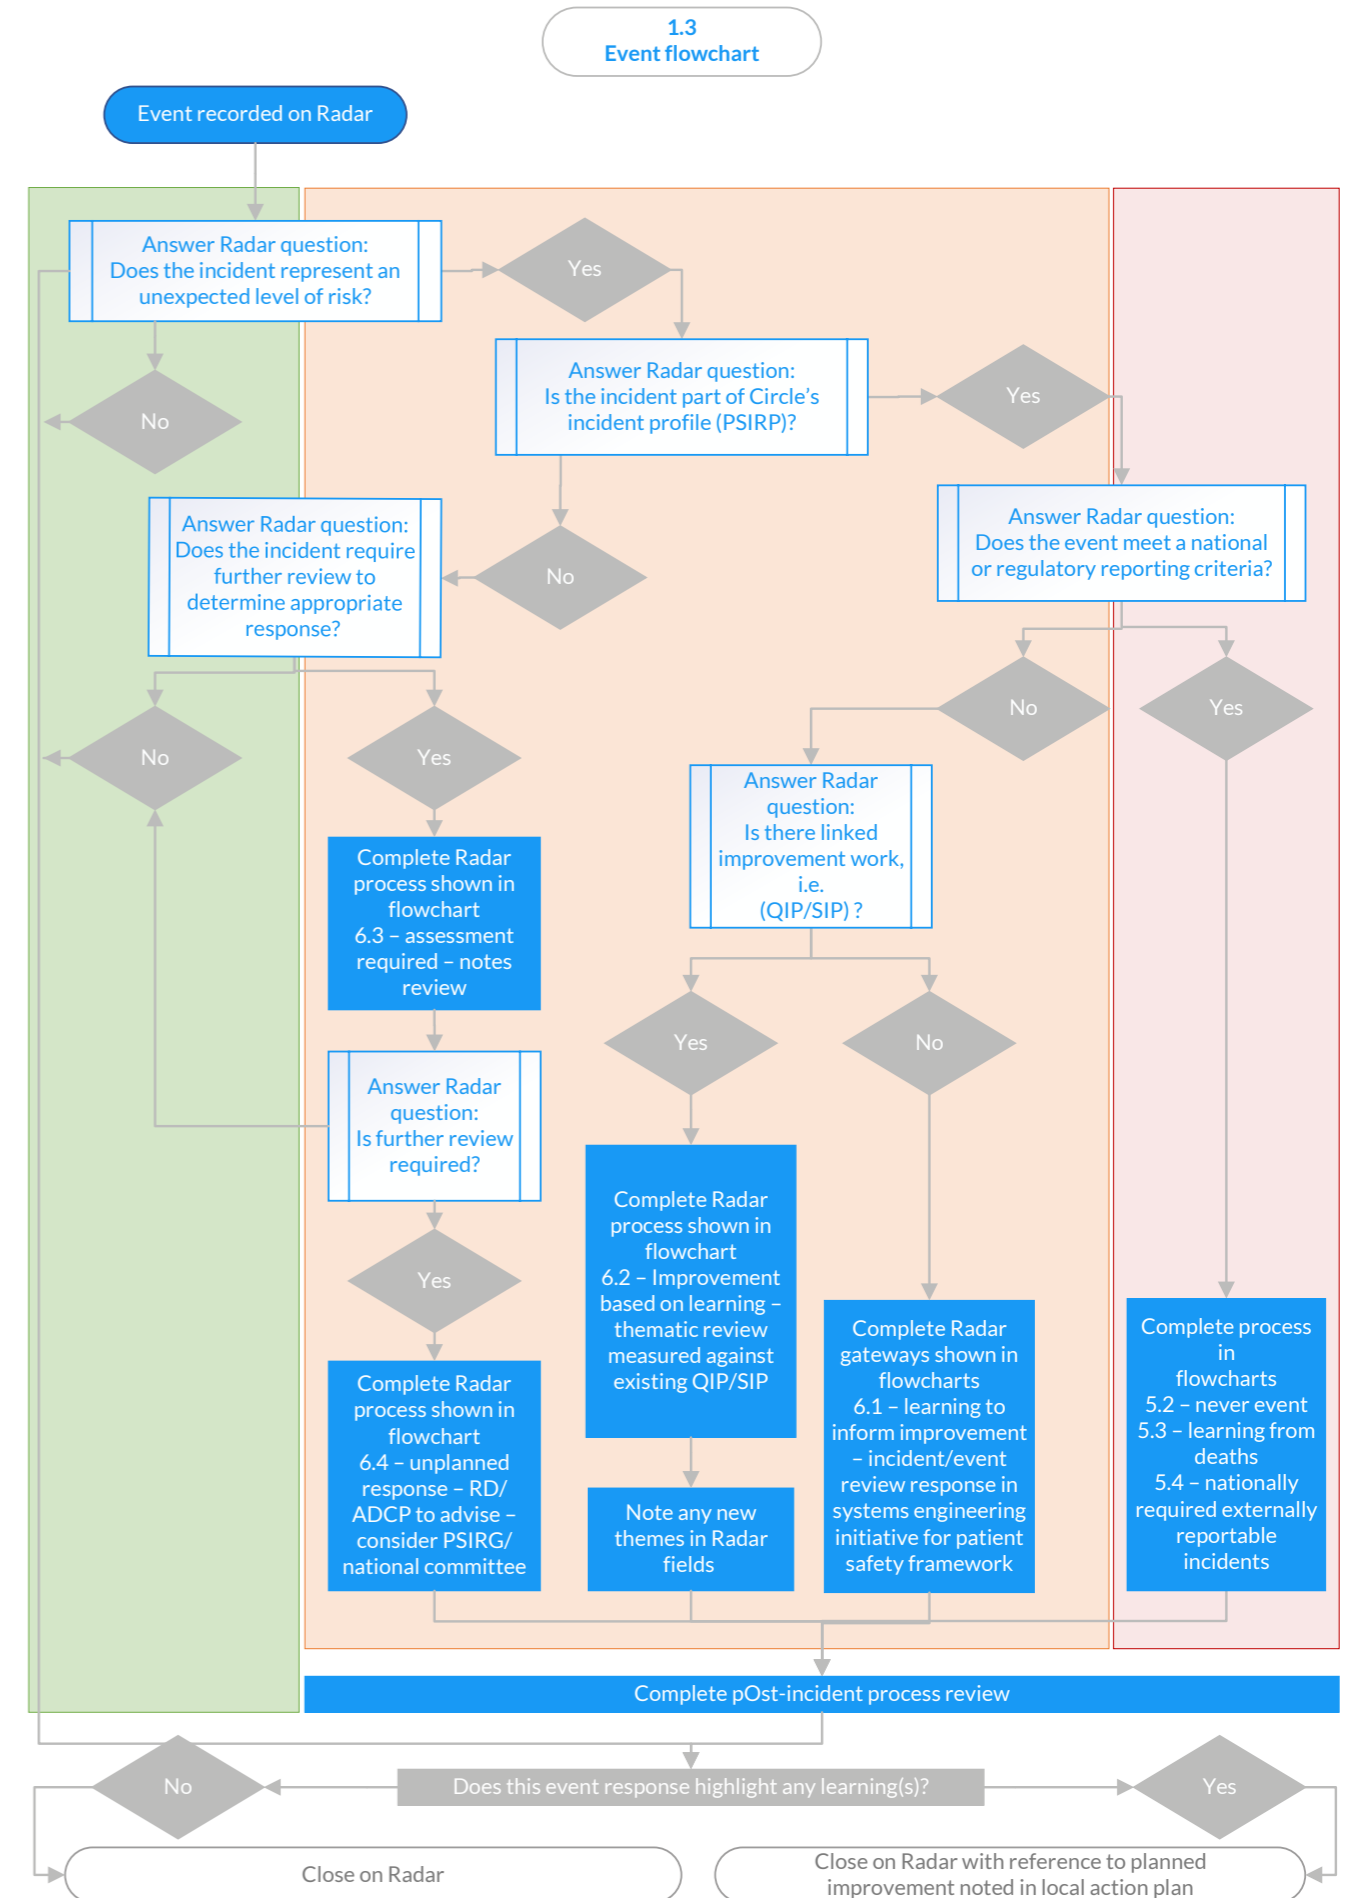 1.3
Event flowchart
Event recorded on Radar
Answer Radar question:
Does the incident represent an
unexpected level of risk?
Yes
Answer Radar question:
Is the incident part of Circle’s
incident profile (PSIRP)?
Yes
No
Answer Radar question:
Does the incident require
further review to
determine appropriate
response?
No
Answer Radar question:
Does the event meet a national
or regulatory reporting criteria?
No
Yes
No
Yes
Answer Radar
question:
Is there linked
improvement work,
i.e.
(QIP/SIP) ?
Complete Radar
process shown in
flowchart
6.3 – assessment
required – notes
review
Yes
No
Answer Radar
question:
Is further review
required?
Yes
Complete Radar
process shown in
flowchart
6.4 – unplanned
response – RD/
ADCP to advise –
consider PSIRG/
national committee
Complete Radar
process shown in
flowchart
6.2 – Improvement
based on learning –
thematic review
measured against
existing QIP/SIP
Note any new
themes in Radar
fields
Complete Radar
gateways shown in
flowcharts
6.1 – learning to
inform improvement
– incident/event
review response in
systems engineering
initiative for patient
safety framework
Complete process
in
flowcharts
5.2 – never event
5.3 – learning from
deaths
5.4 – nationally
required externally
reportable
incidents
Complete pOst-incident process review
No
Does this event response highlight any learning(s)?
Yes
Close on Radar
Close on Radar with reference to planned
improvement noted in local action plan